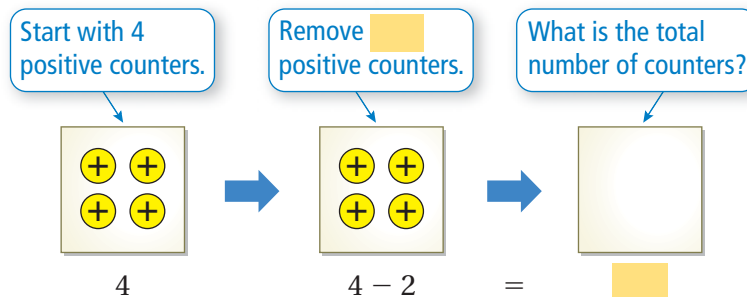 Start with 4
positive counters.
Remove
positive counters.
What is the total
number of counters?
+ +
+ +
+ +
+ +
4
4 − 2
=